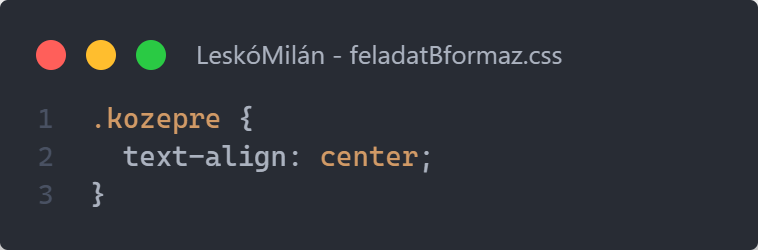 LeskóMilán - feladatBformaz.css
1 .kozepre {
2   text-align: center;
3 }